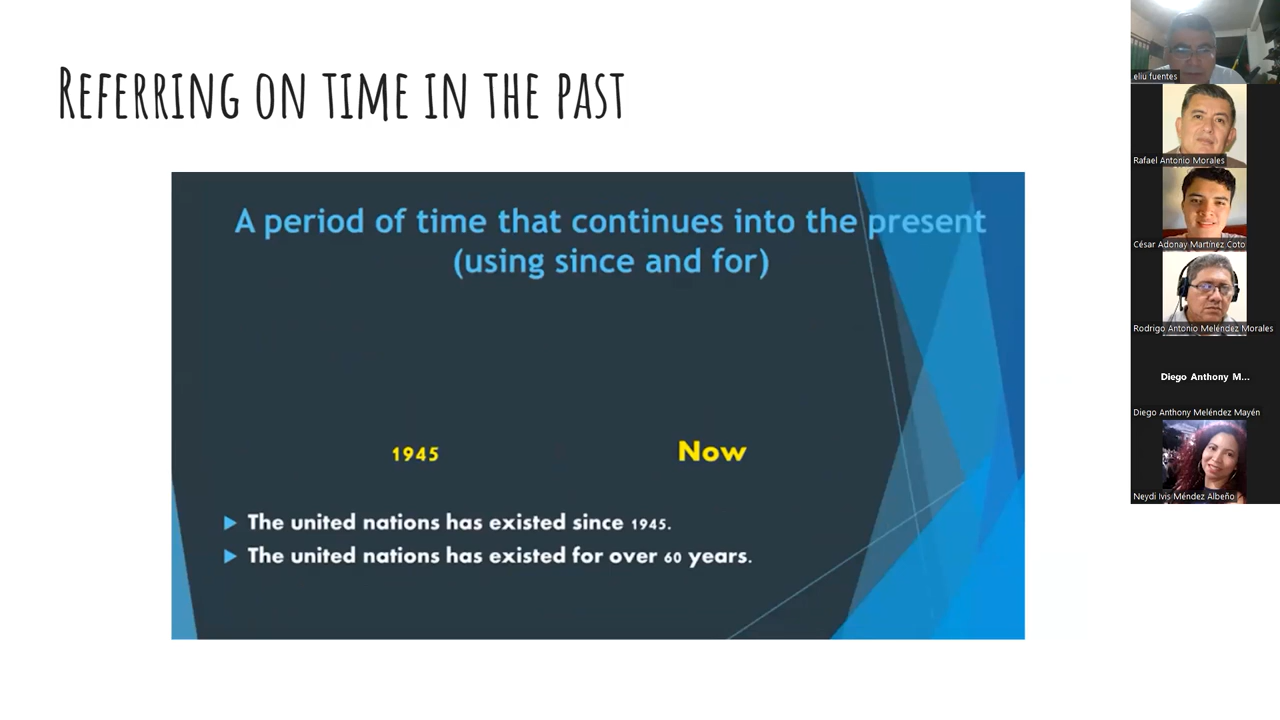 REFERRING ON TIME IN THE PAST
A period of time that continues into the present
(using since and for)
1945
Now
The united nations has existed since 1945.
The united nations has existed for over 60 years.
eliu fuentes
Rafael Antonio Morales
César Adonay Martínez Coto
Rodrigo Antonio Meléndez Morales
Diego Anthony M...
Diego Anthony Meléndez Mayén
Neydi Ivis Méndez Albeño